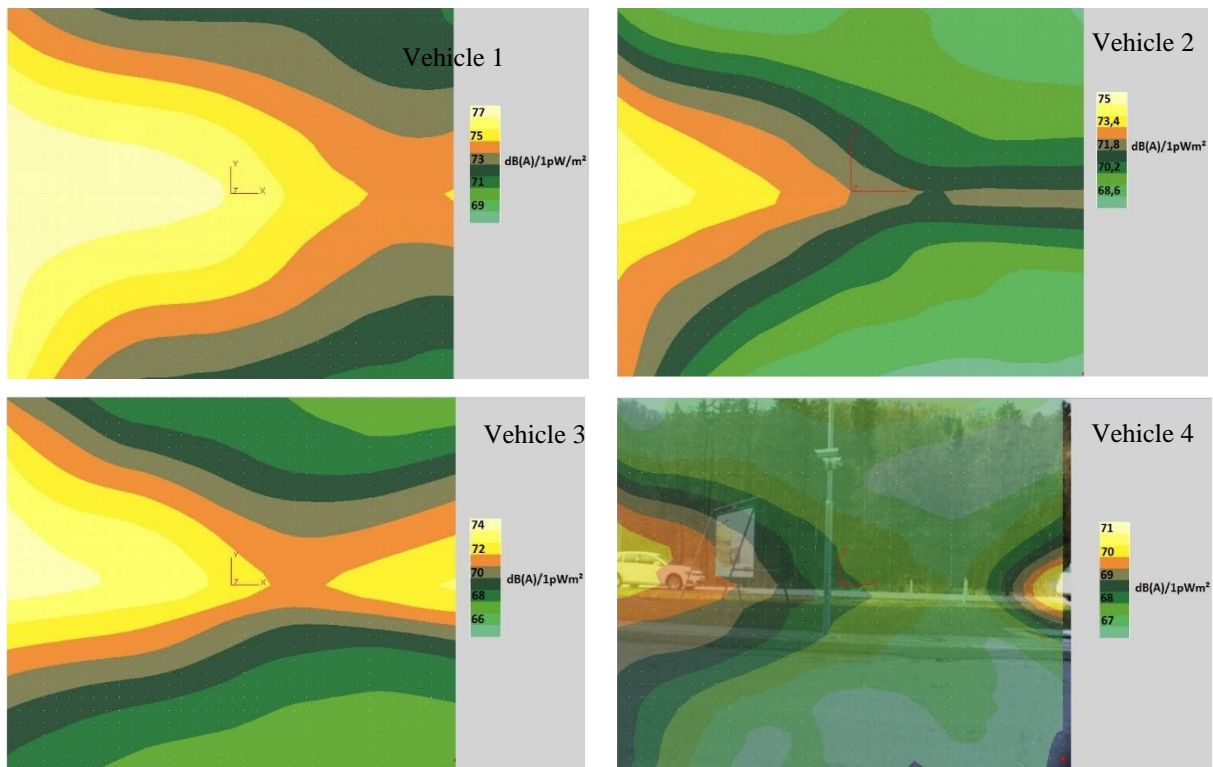 Vehicle 1
77
75
73
71
69
dB(A)/1pW/m²
Y
Z X
Vehicle 2
75
73,4
71,8
70,2
68,6
dB(A)/1pWm²
Z
Vehicle 3
74
72
70
68
66
dB(A)/1pWm²
Y
Z X
Vehicle 4
71
70
69
68
67
dB(A)/1pWm²